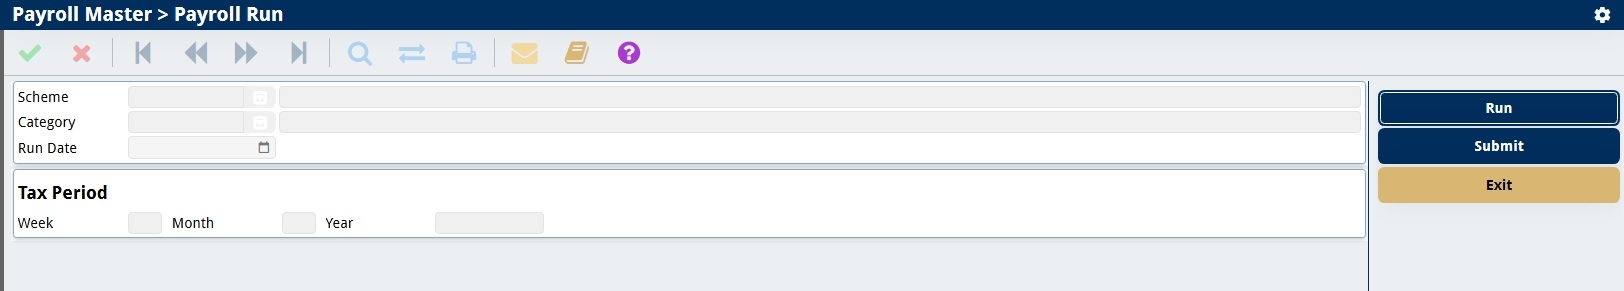 Payroll Master > Payroll Run
?
Scheme
Run
Category
Run Date
Submit
Tax Period
Exit
Week Month Year